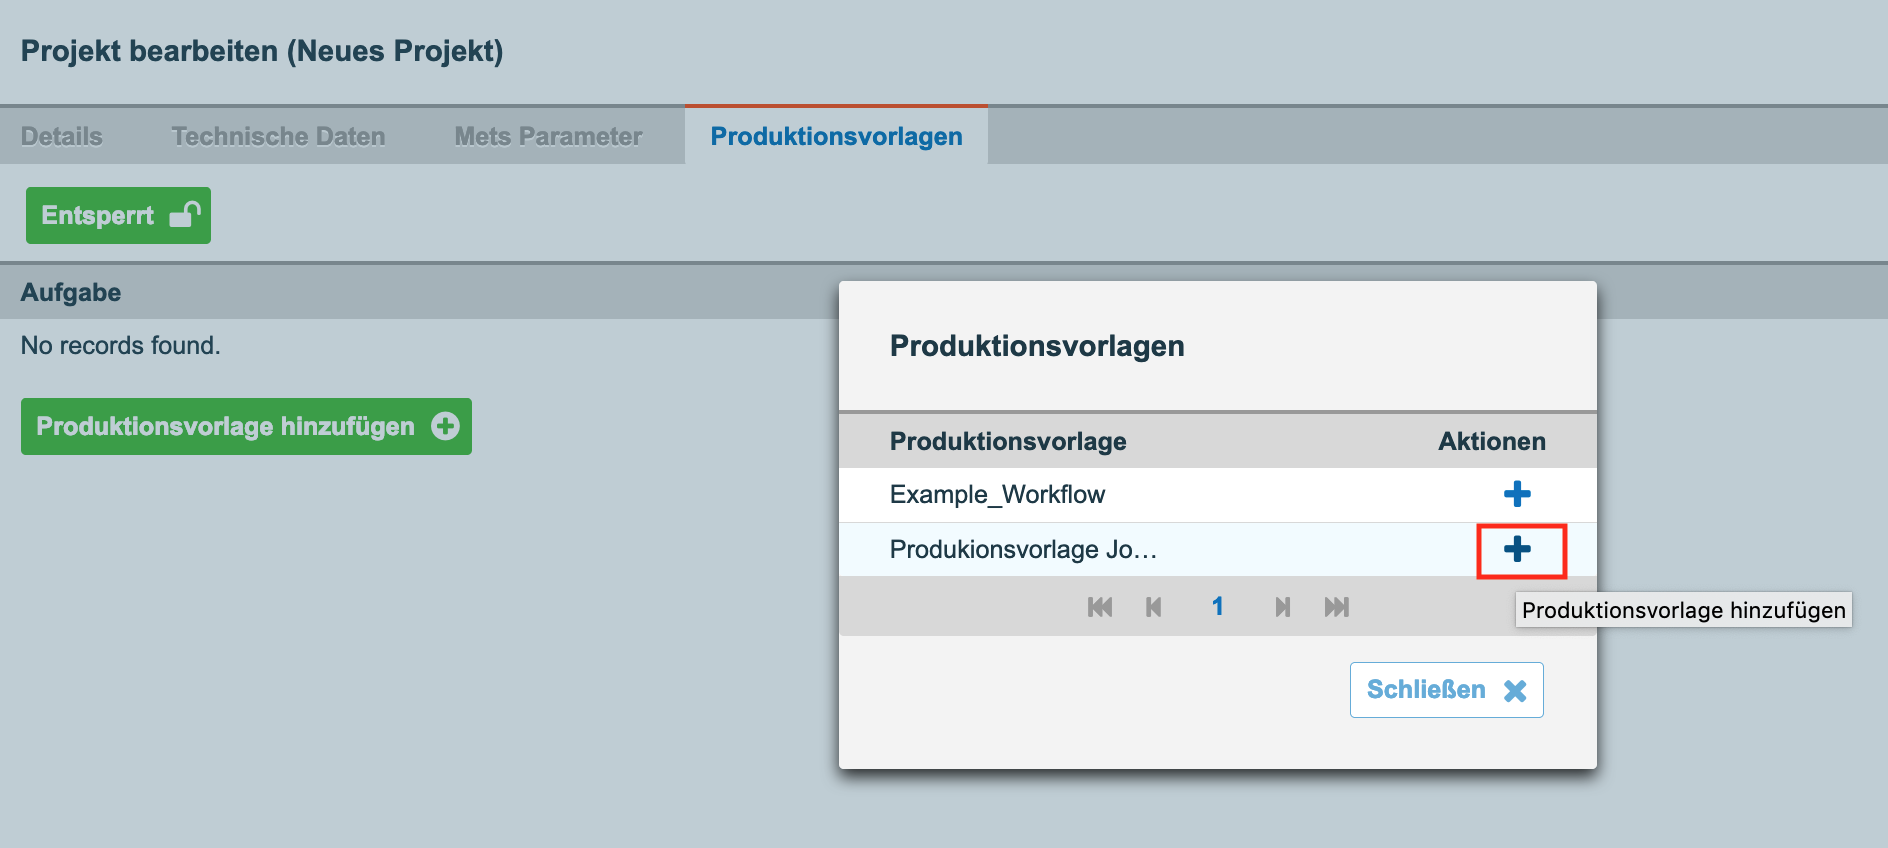 Projekt bearbeiten (Neues Projekt)
Details Technische Daten Mets Parameter Produktionsvorlagen
Entsperrt
Aufgabe
No records found.
Produktionsvorlage hinzufügen
Produktionsvorlagen
Produktionsvorlage Aktionen
Example_Workflow
Produkionsvorlage Jo...
1
Produktionsvorlage hinzufügen
Schließen